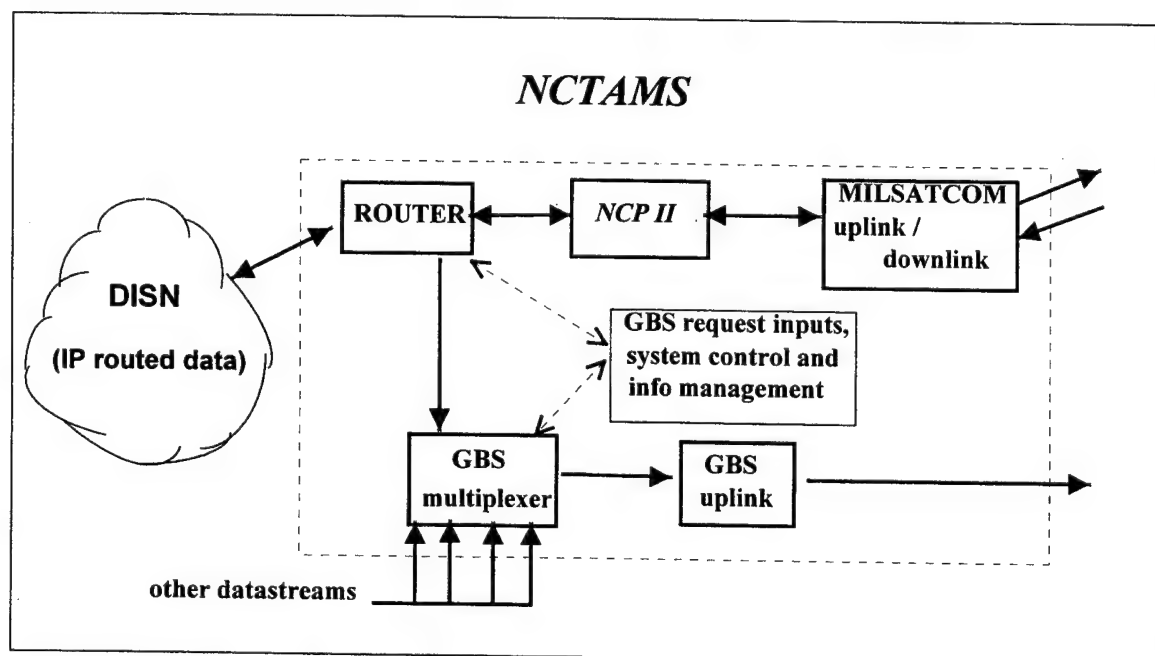 NCTAMS
ROUTER
NCP II
MILSATCOM
uplink /
downlink
DISN
(IP routed data)
GBS request inputs,
system control and
info management
GBS
multiplexer
GBS
uplink
other datastreams